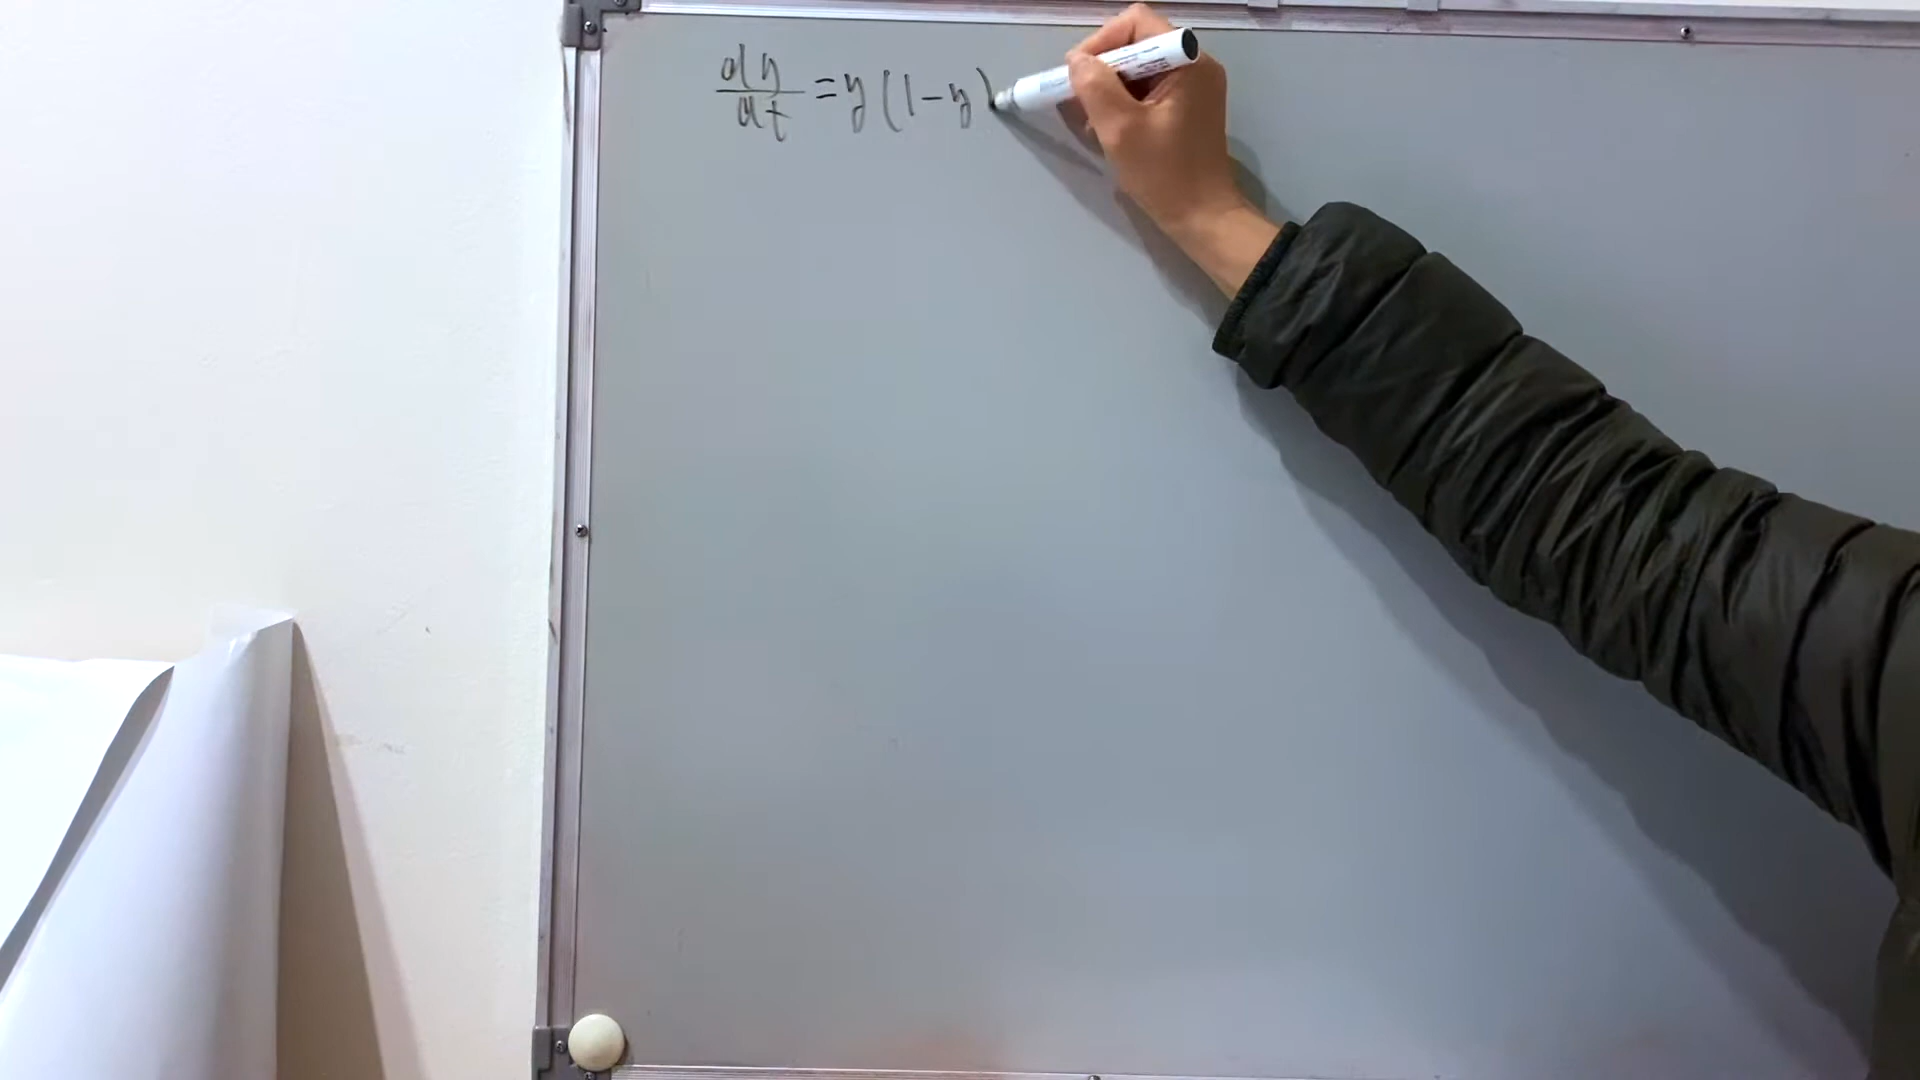 dy/dt = y(1-y)